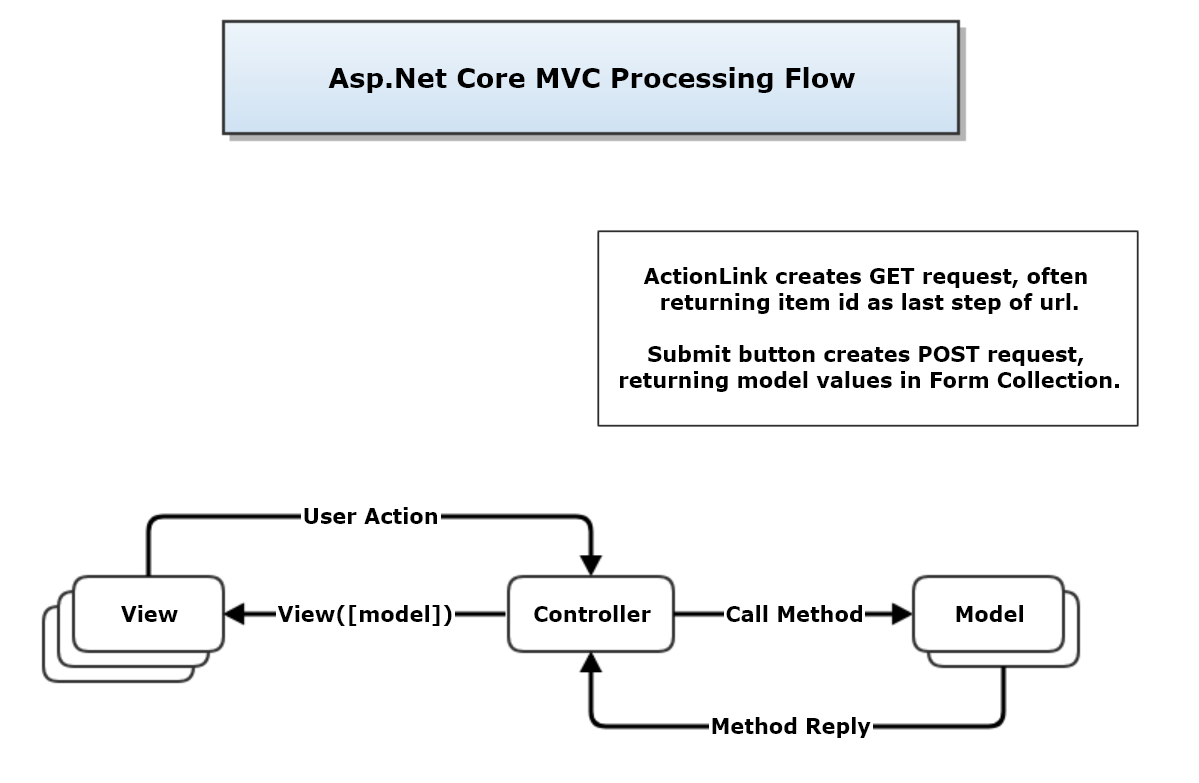 Asp.Net Core MVC Processing Flow
ActionLink creates GET request, often
returning item id as last step of url.
Submit button creates POST request,
returning model values in Form Collection.
User Action
View
View([model])
Controller
Call Method
Model
Method Reply